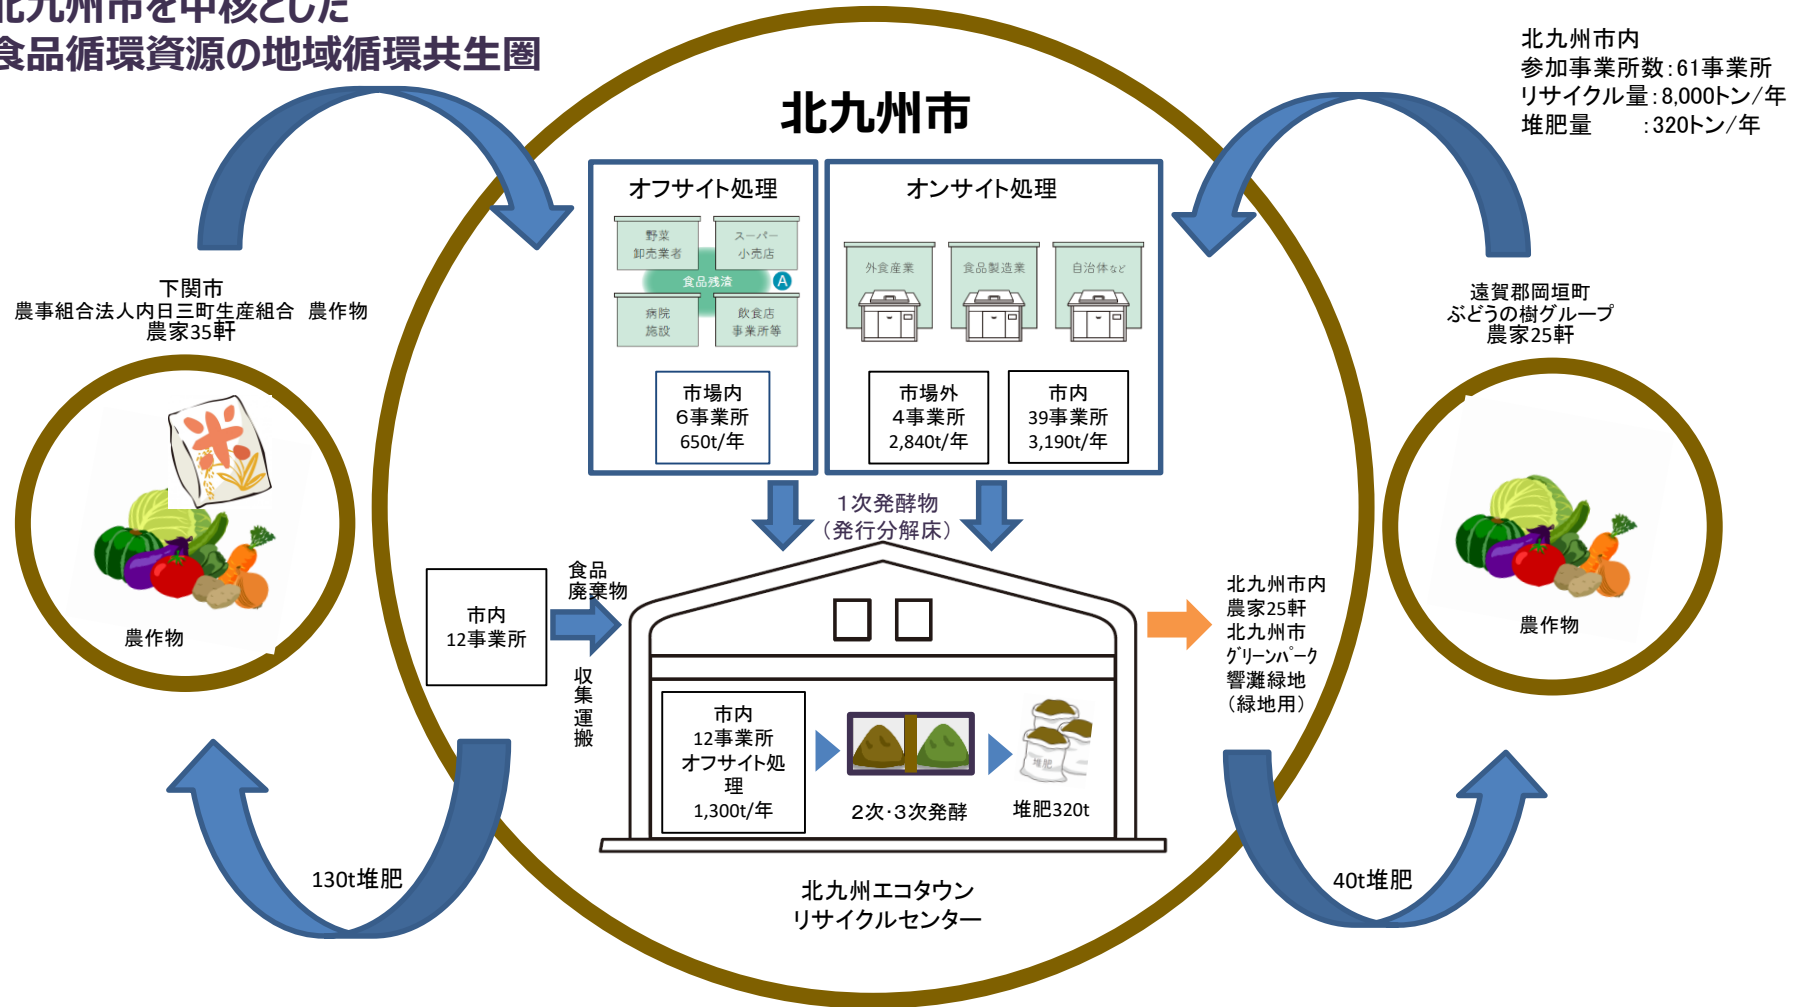 北九州市を中核とした
食品循環資源の地域循環共生圏
北九州市内
参加事業所数:61事業所
リサイクル量:8,000トン/年
堆肥量　　:320トン/年
北九州市
オフサイト処理
野菜
卸売業者
スーパー
小売店
食品残渣
A
病院
施設
飲食店
事業所等
市場内
6事業所
650t/年
オンサイト処理
外食産業
食品製造業
自治体など
市場外
4事業所
2,840t/年
市内
39事業所
3,190t/年
下関市
農事組合法人内日三町生産組合　農作物
農家35軒
米
農作物
遠賀郡岡垣町
ぶどうの樹グループ
農家25軒
農作物
1次発酵物
(発行分解床)
市内
12事業所
食品
廃棄物
収集運搬
市内
12事業所
オフサイト処
理
1,300t/年
2次・3次発酵
堆肥
堆肥320t
北九州市内
農家25軒
北九州市
グリーンパーク
響灘緑地
(緑地用)
130t堆肥
40t堆肥
北九州エコタウン
リサイクルセンター